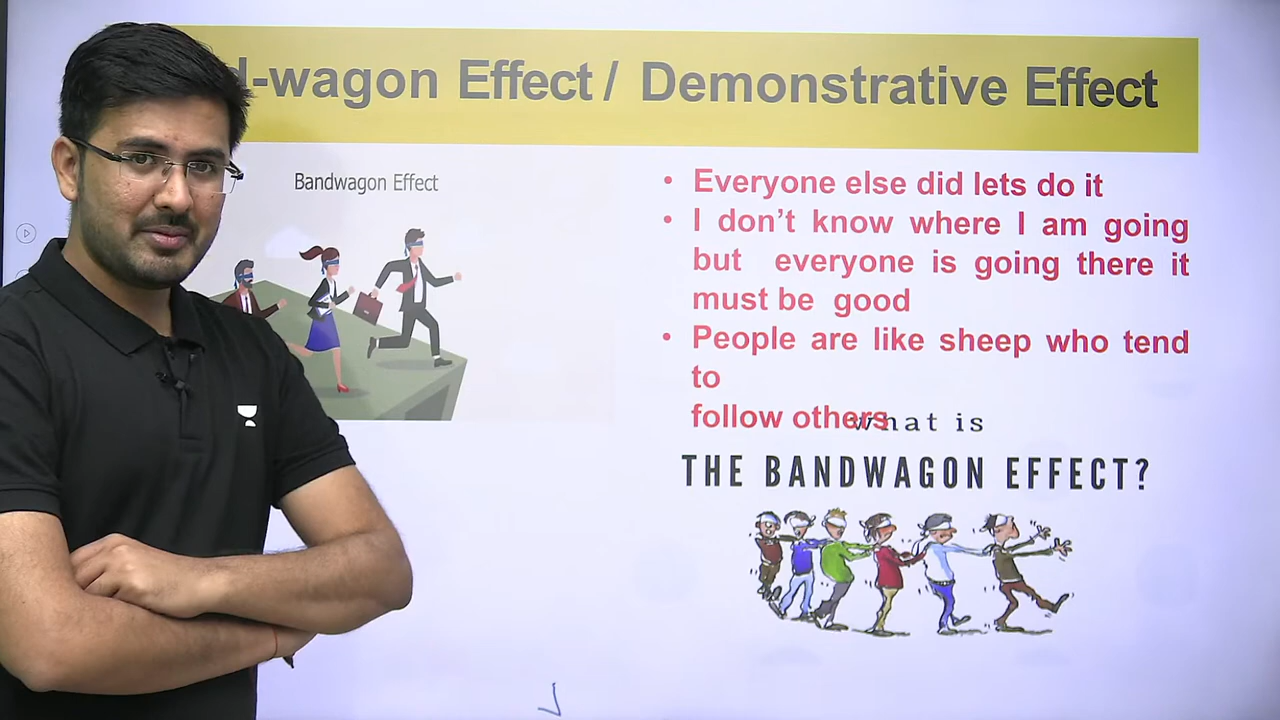 d-wagon Effect / Demonstrative Effect
Bandwagon Effect
• Everyone else did lets do it
• I don't know where I am going
but everyone is going there it
must be good
• People are like sheep who tend
to
follow others
what is
THE BANDWAGON EFFECT?